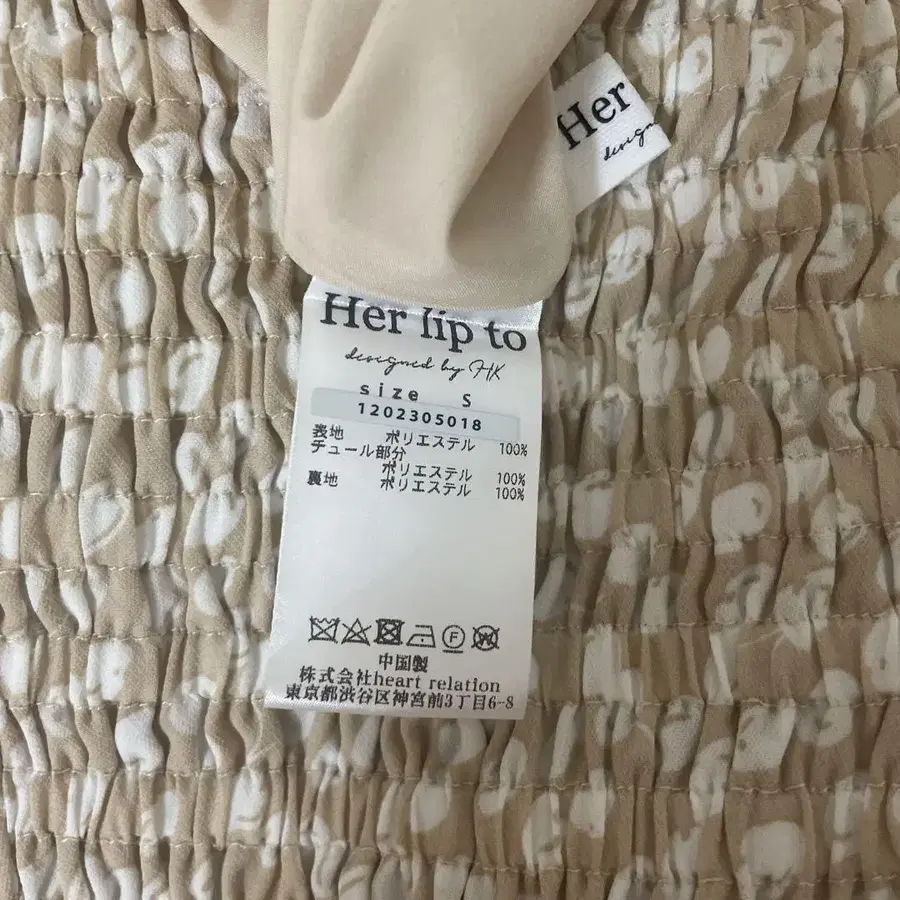 Her
design
Her lip to
designed by HK
size S
1202305018
表地 ポリエステル 100%
チュール部分
ポリエステル 100%
裏地 ポリエステル 100%
中国製
株式会社heart relation
東京都渋谷区神宮前3丁目6-8